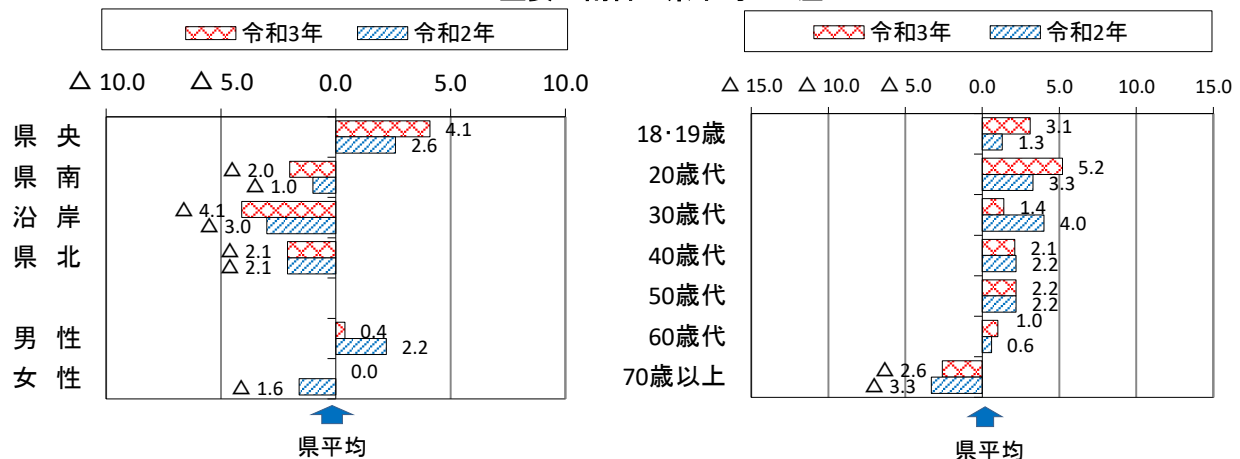 令和3年 令和2年
△ 10.0 △ 5.0 0.0 5.0 10.0
県 央 4.1
2.6
県 南 △ 2.0
△ 1.0
沿 岸 △ 4.1
△ 3.0
県 北 △ 2.1
△ 2.1
男 性 0.4
2.2
女 性 0.0
△ 1.6
県平均
令和3年 令和2年
△ 15.0 △ 10.0 △ 5.0 0.0 5.0 10.0 15.0
18･19歳 3.1
1.3
20歳代 5.2
3.3
30歳代 1.4
4.0
40歳代 2.1
2.2
50歳代 2.2
2.2
60歳代 1.0
0.6
70歳以上 △ 2.6
△ 3.3
県平均